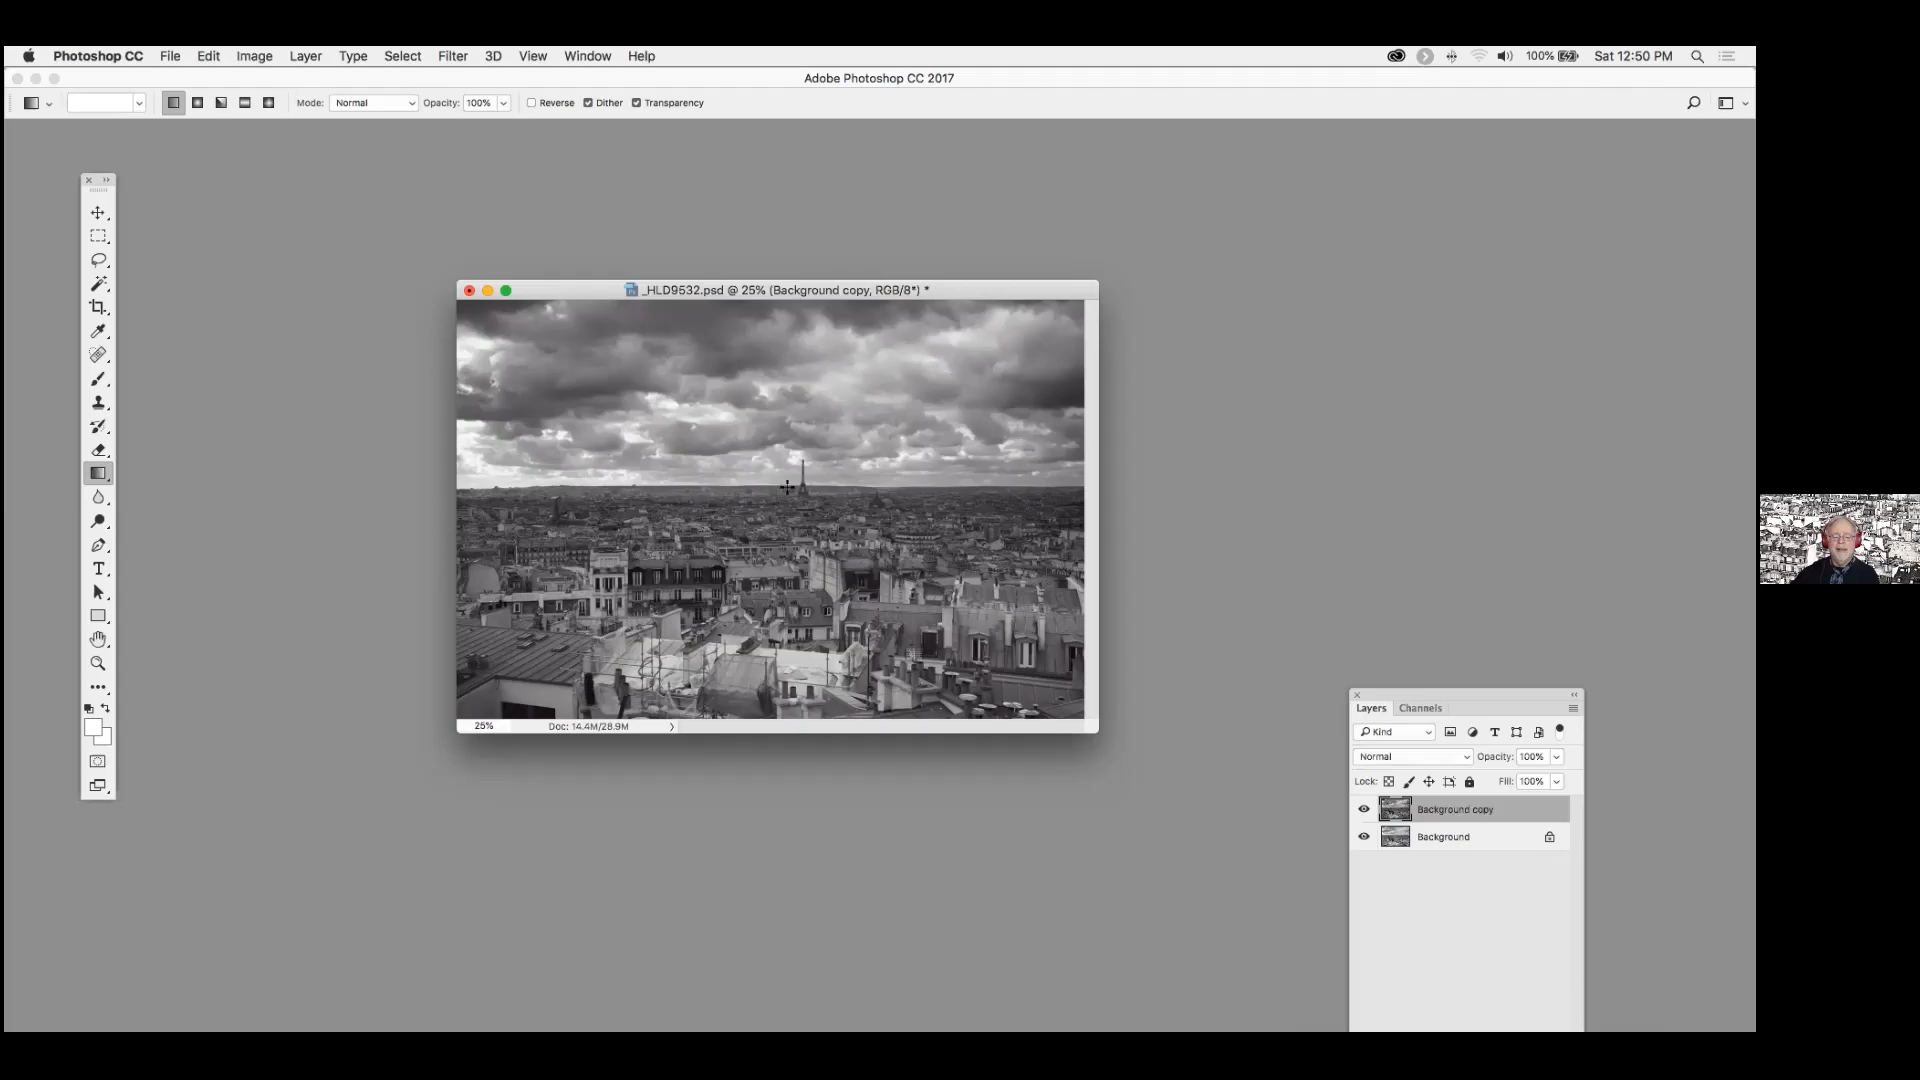 Photoshop CC File Edit Image Layer Type Select Filter 3D View Window Help 100% Sat 12:50 PM
Adobe Photoshop CC 2017
Mode: Normal Opacity: 100% Reverse Dither Transparency
_HLD9532.psd @ 25% (Background copy, RGB/8*) *
25% Doc: 14.4M/28.9M
Layers Channels
Kind
Normal Opacity: 100%
Lock: Fill: 100%
Background copy
Background